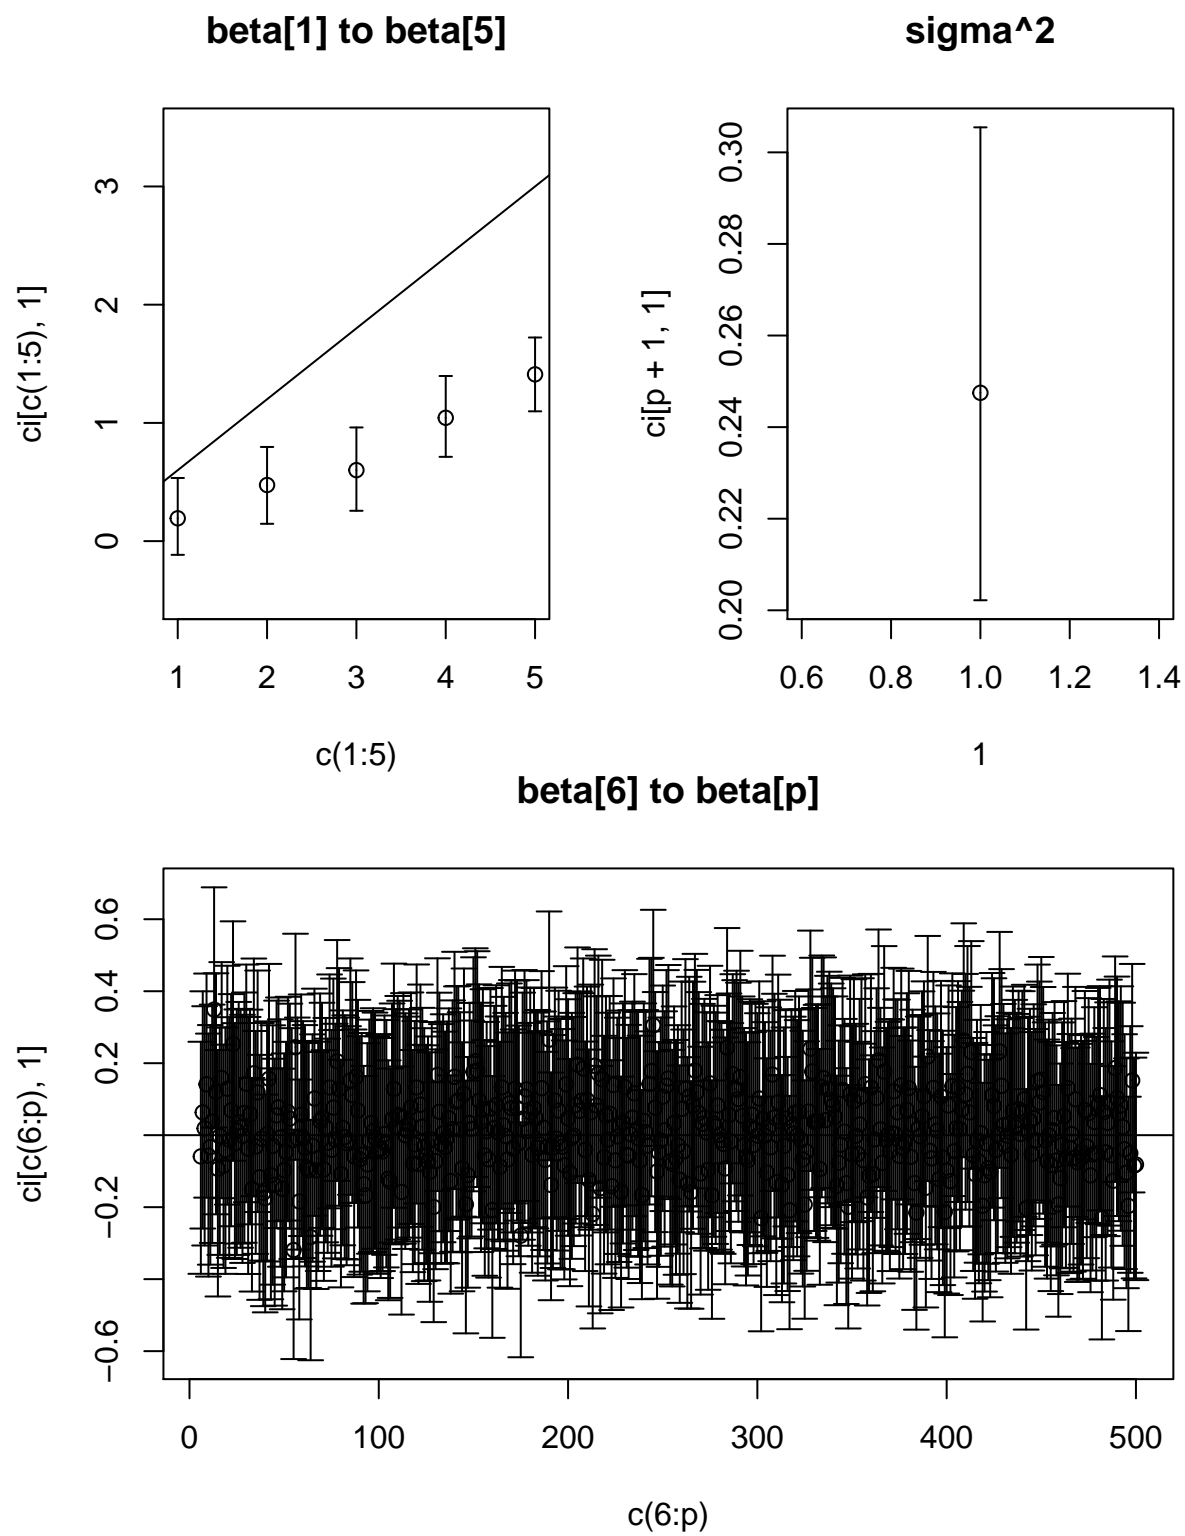 beta[1] to beta[5]
ci[c(1:5), 1]
3
2
1
0
1 2 3 4 5
c(1:5)
sigma^2
ci[p + 1, 1]
0.30
0.28
0.26
0.24
0.22
0.20
0.6 0.8 1.0 1.2 1.4
1
beta[6] to beta[p]
ci[c(6:p), 1]
0.6
0.4
0.2
−0.2
−0.6
0 100 200 300 400 500
c(6:p)